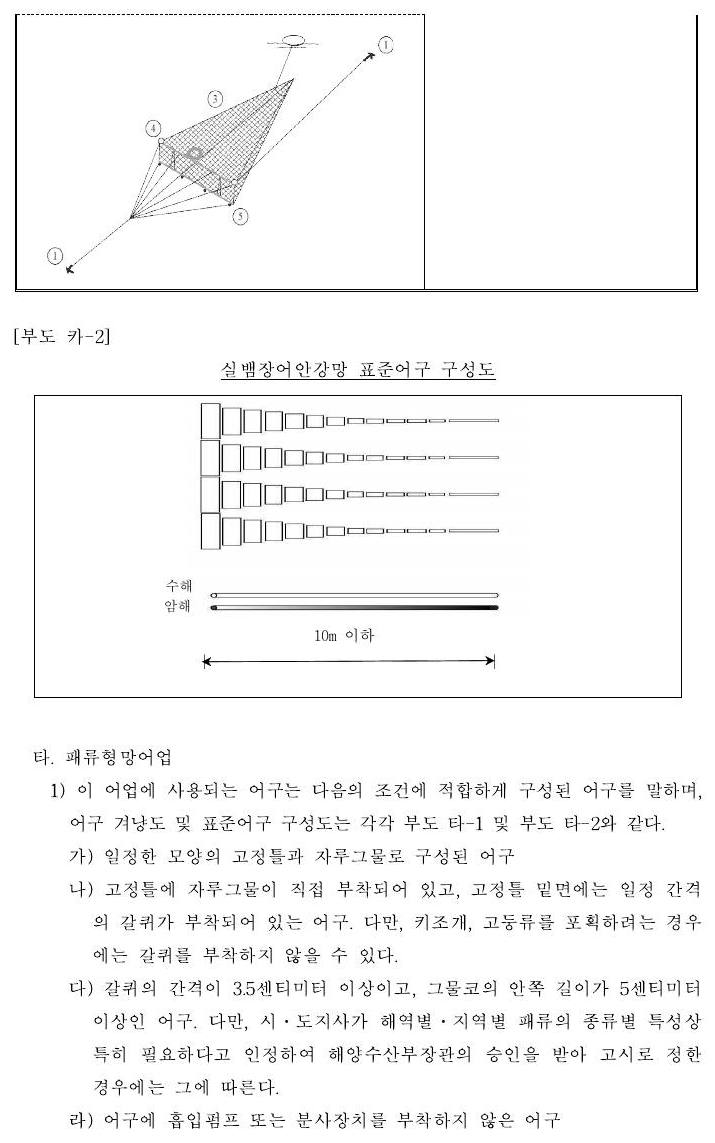 ①
③
④
⑤
①
[부도 카-2]
실뱀장어안강망 표준어구 구성도
수해
암해
10m 이하
타. 패류형망어업
1) 이 어업에 사용되는 어구는 다음의 조건에 적합하게 구성된 어구를 말하며,
어구 겨냥도 및 표준어구 구성도는 각각 부도 타-1 및 부도 타-2와 같다.
가) 일정한 모양의 고정틀과 자루그물로 구성된 어구
나) 고정틀에 자루그물이 직접 부착되어 있고, 고정틀 밑면에는 일정 간격
의 갈퀴가 부착되어 있는 어구. 다만, 키조개, 고둥류를 포획하려는 경우
에는 갈퀴를 부착하지 않을 수 있다.
다) 갈퀴의 간격이 3.5센티미터 이상이고, 그물코의 안쪽 길이가 5센티미터
이상인 어구. 다만, 시·도지사가 해역별·지역별 패류의 종류별 특성상
특히 필요하다고 인정하여 해양수산부장관의 승인을 받아 고시로 정한
경우에는 그에 따른다.
라) 어구에 흡입펌프 또는 분사장치를 부착하지 않은 어구